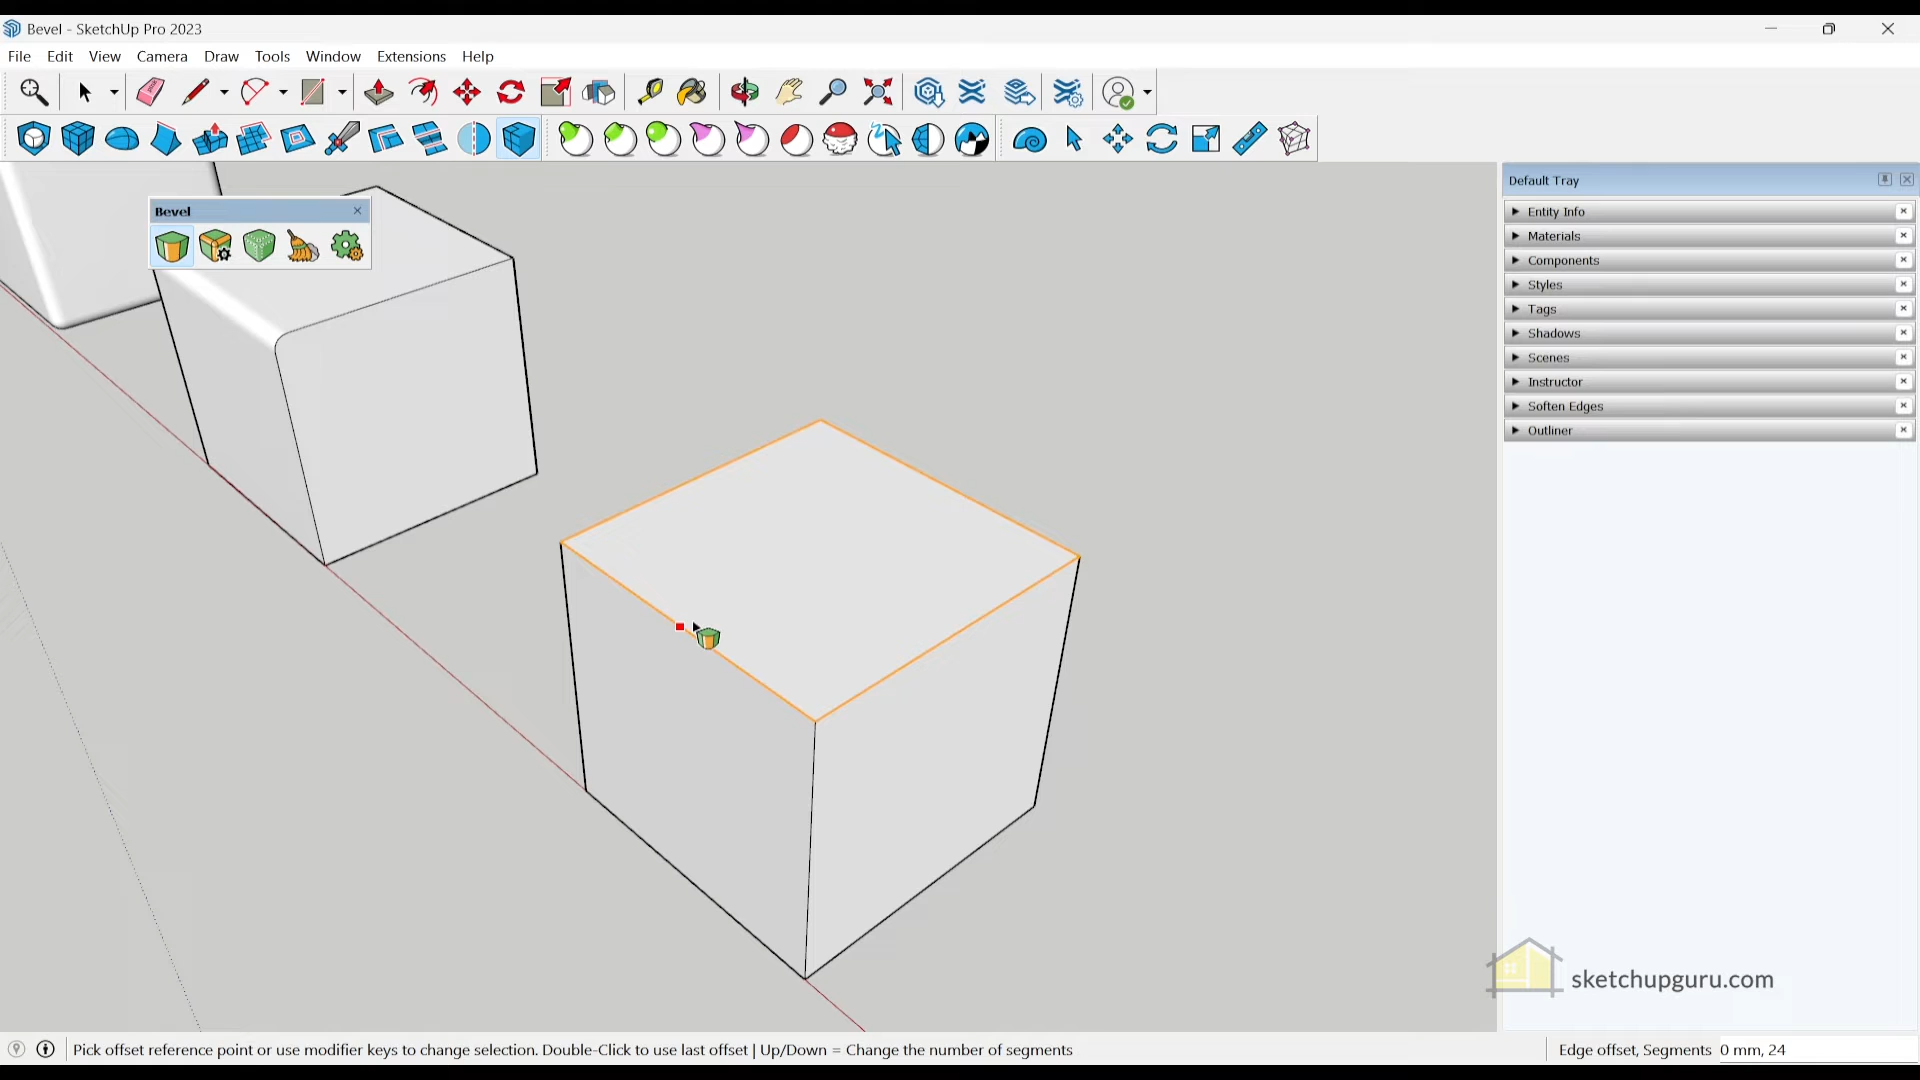 Bevel - SketchUp Pro 2023
File Edit View Camera Draw Tools Window Extensions Help
Bevel
Default Tray
Entity Info
Materials
Components
Styles
Tags
Shadows
Scenes
Instructor
Soften Edges
Outliner
sketchupguru.com
Pick offset reference point or use modifier keys to change selection. Double-Click to use last offset | Up/Down = Change the number of segments
Edge offset, Segments 0 mm, 24